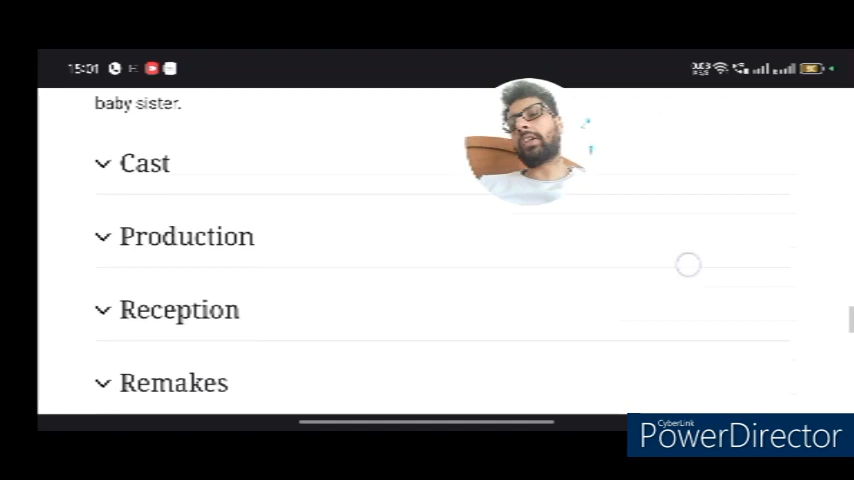 15:01
baby sister.
Cast
Production
Reception
Remakes
CyberLink
PowerDirector